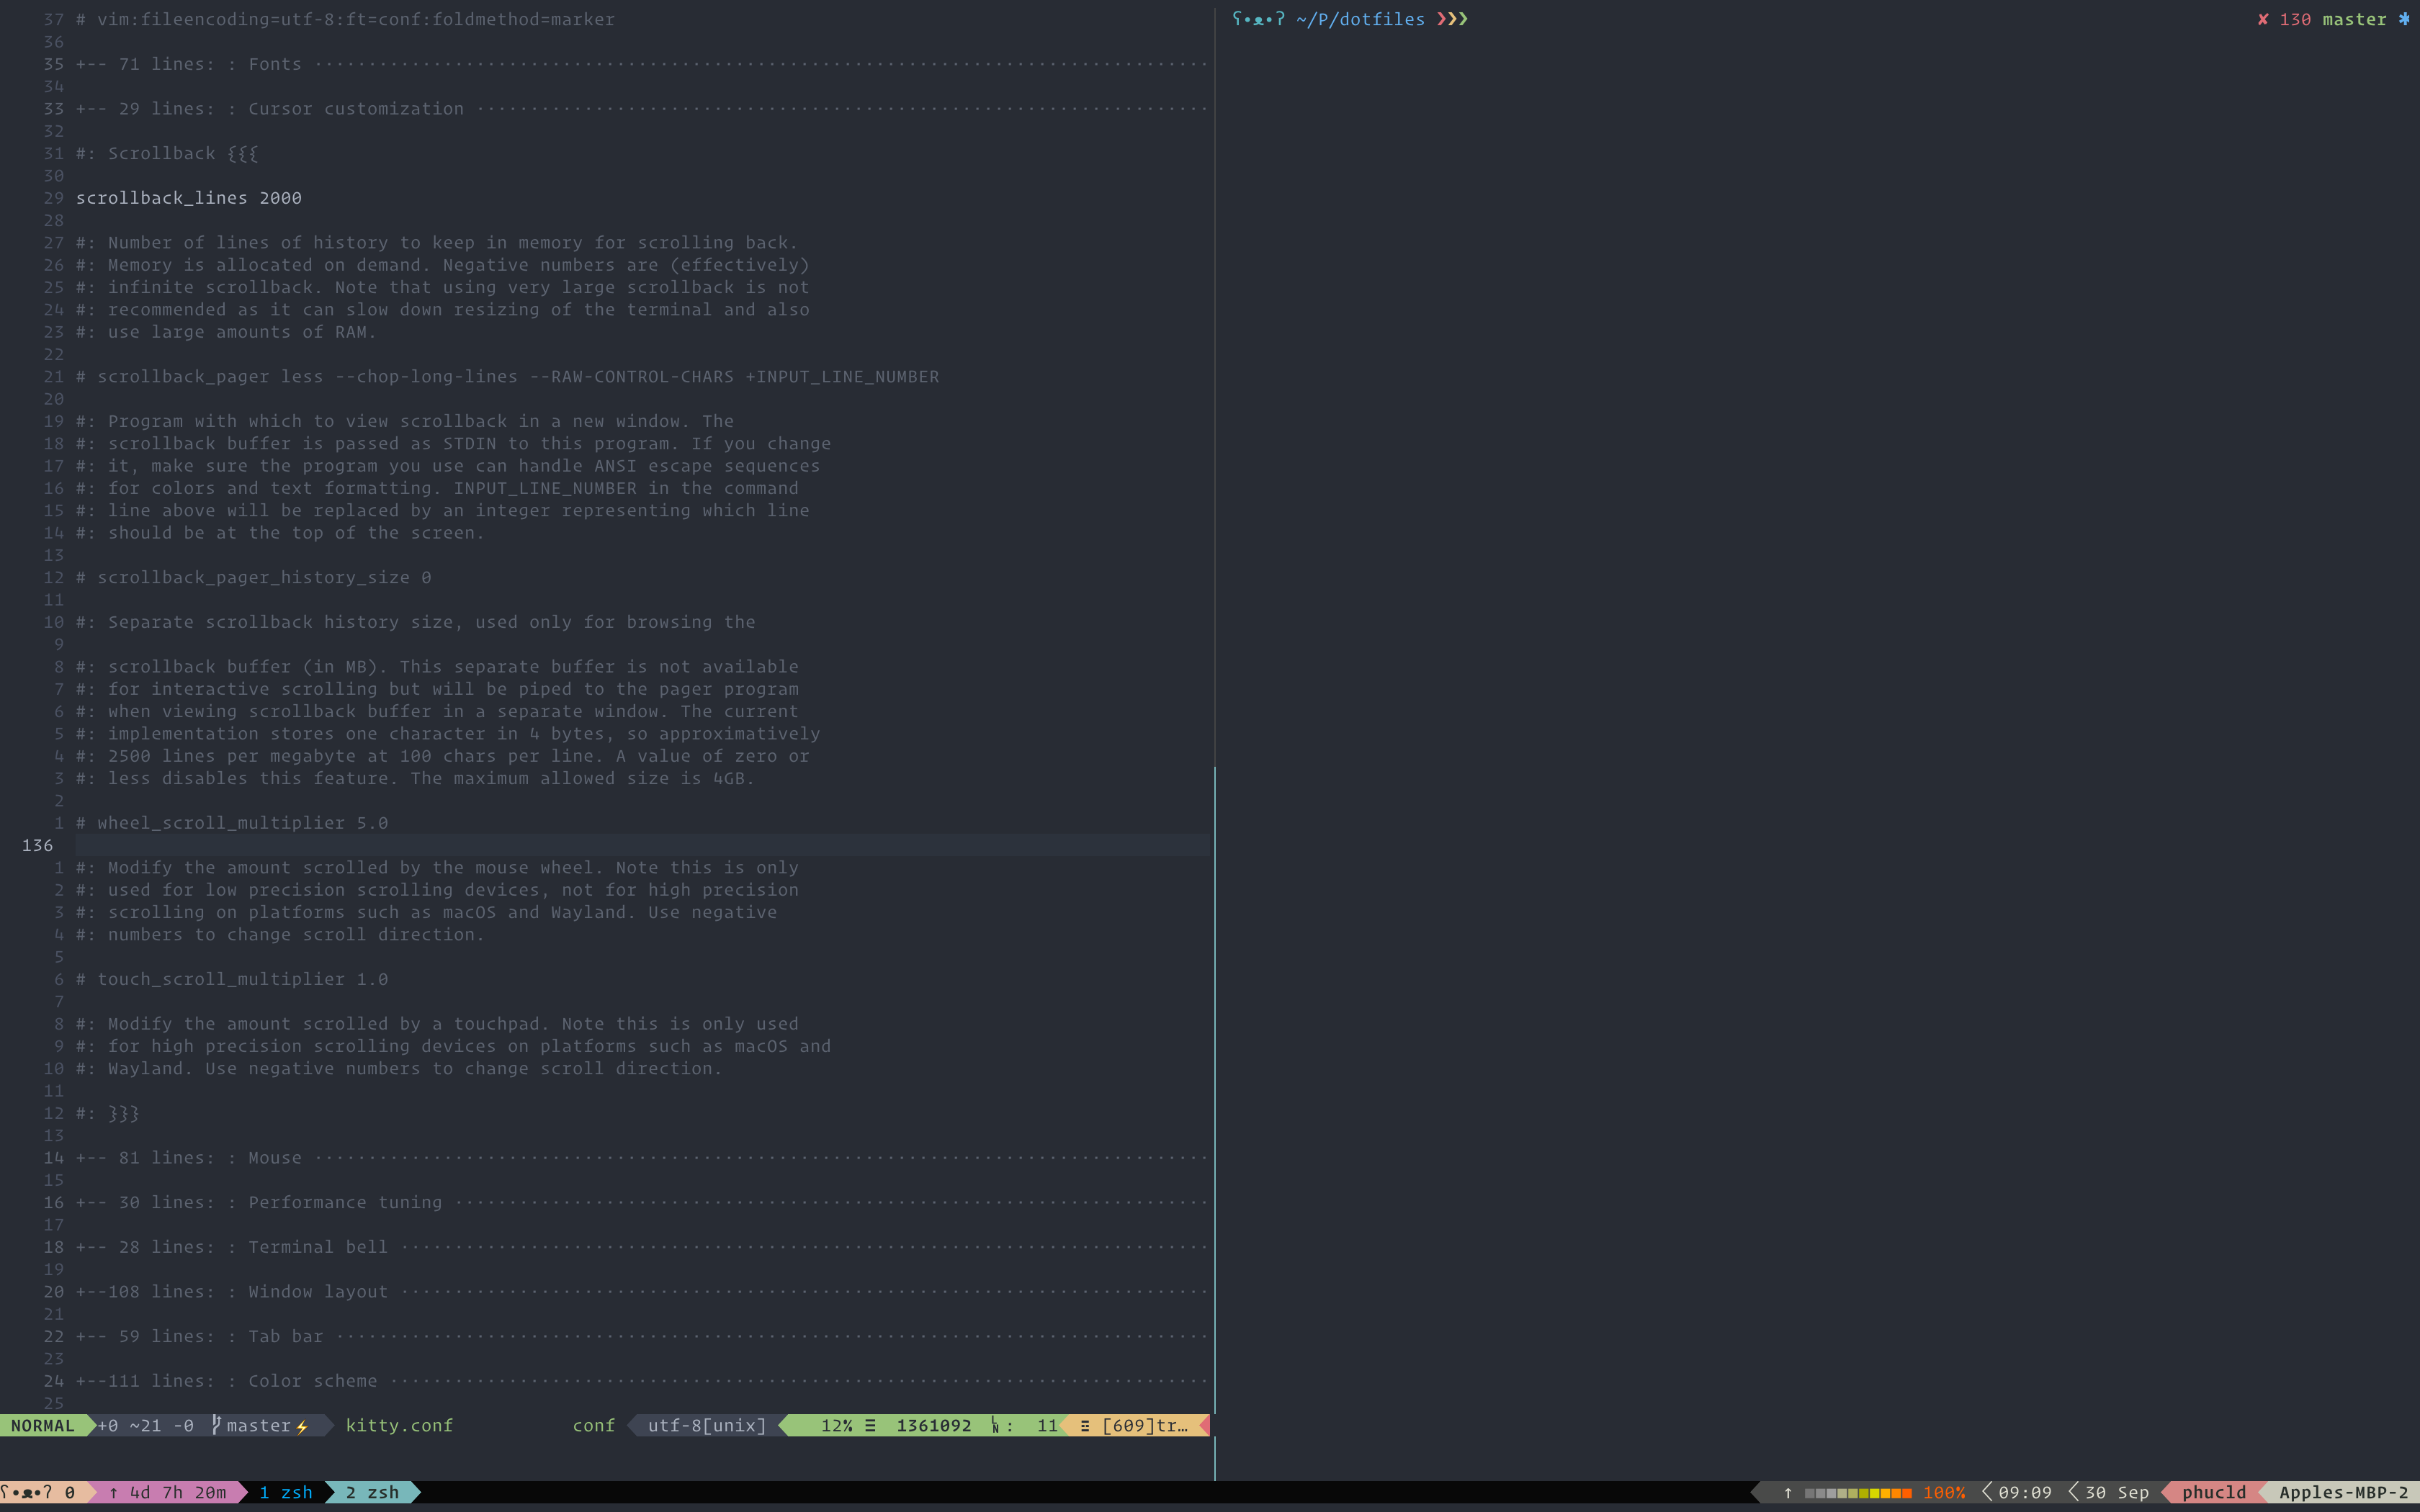 37 # vim:fileencoding=utf-8:ft=conf:foldmethod=marker
36
35 +-- 71 lines: : Fonts ··········
34
33 +-- 29 lines: : Cursor customization ··········
32
31 #: Scrollback {{{
30
29 scrollback_lines 2000
28
27 #: Number of lines of history to keep in memory for scrolling back.
26 #: Memory is allocated on demand. Negative numbers are (effectively)
25 #: infinite scrollback. Note that using very large scrollback is not
24 #: recommended as it can slow down resizing of the terminal and also
23 #: use large amounts of RAM.
22
21 # scrollback_pager less --chop-long-lines --RAW-CONTROL-CHARS +INPUT_LINE_NUMBER
20
19 #: Program with which to view scrollback in a new window. The
18 #: scrollback buffer is passed as STDIN to this program. If you change
17 #: it, make sure the program you use can handle ANSI escape sequences
16 #: for colors and text formatting. INPUT_LINE_NUMBER in the command
15 #: line above will be replaced by an integer representing which line
14 #: should be at the top of the screen.
13
12 # scrollback_pager_history_size 0
11
10 #: Separate scrollback history size, used only for browsing the
9
8 #: scrollback buffer (in MB). This separate buffer is not available
7 #: for interactive scrolling but will be piped to the pager program
6 #: when viewing scrollback buffer in a separate window. The current
5 #: implementation stores one character in 4 bytes, so approximatively
4 #: 2500 lines per megabyte at 100 chars per line. A value of zero or
3 #: less disables this feature. The maximum allowed size is 4GB.
2
1 # wheel_scroll_multiplier 5.0
136
1 #: Modify the amount scrolled by the mouse wheel. Note this is only
2 #: used for low precision scrolling devices, not for high precision
3 #: scrolling on platforms such as macOS and Wayland. Use negative
4 #: numbers to change scroll direction.
5
6 # touch_scroll_multiplier 1.0
7
8 #: Modify the amount scrolled by a touchpad. Note this is only used
9 #: for high precision scrolling devices on platforms such as macOS and
10 #: Wayland. Use negative numbers to change scroll direction.
11
12 #: }}}
13
14 +-- 81 lines: : Mouse ··········
15
16 +-- 30 lines: : Performance tuning ··········
17
18 +-- 28 lines: : Terminal bell ··········
19
20 +--108 lines: : Window layout ··········
21
22 +-- 59 lines: : Tab bar ··········
23
24 +--111 lines: : Color scheme ··········
25
NORMAL +0 ~21 -0 master⚡ kitty.conf conf utf-8[unix] 12% ☰ 1361092 ㏑: 11 Ξ [609]tr…
ʕ•ᴥ•ʔ ~/P/dotfiles ❯❯❯ ✘ 130 master ✱
ʕ•ᴥ•ʔ 0 ↑ 4d 7h 20m 1 zsh 2 zsh ↑ 100% 09:09 30 Sep phucld Apples-MBP-2